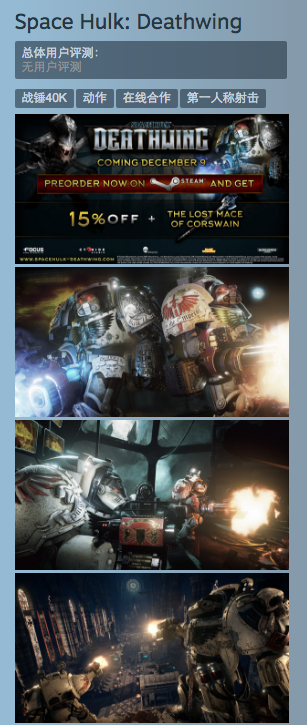 Space Hulk: Deathwing
总体用户评测:
无用户评测
战锤40K 动作 在线合作 第一人称射击
SPACE HULK
DEATHWING
COMING DECEMBER 9
PREORDER NOW ON STEAM AND GET
15% OFF + THE LOST MACE OF CORSWAIN
FOCUS
WWW.SPACEHULK-DEATHWING.COM